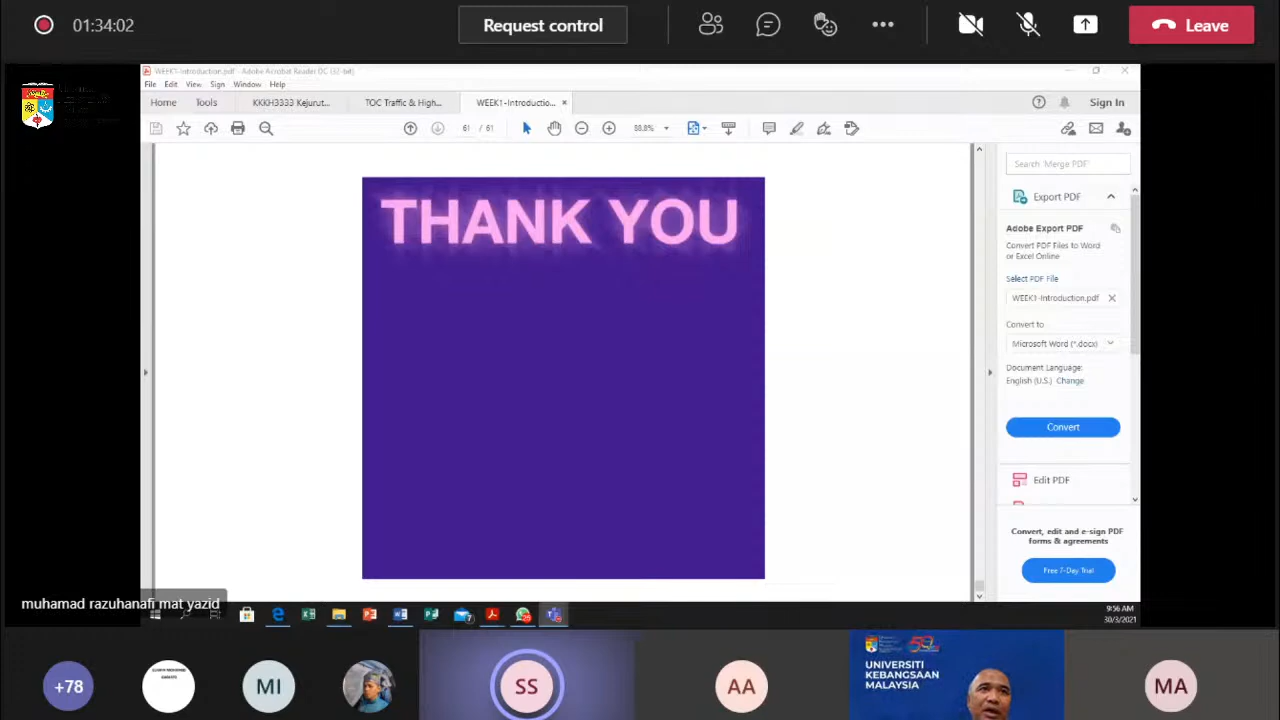 01:34:02
Request control
Leave
WEEK1-Introduction.pdf - Adobe Acrobat Reader DC (32-bit)
File Edit View Sign Window Help
Home Tools KKKH3333 Kejurut... TOC Traffic & High... WEEK1-Introductio... ×
Sign In
61 / 61
88.8%
THANK YOU
Search 'Merge PDF'
Export PDF
Adobe Export PDF
Convert PDF Files to Word
or Excel Online
Select PDF File
WEEK1-Introduction.pdf
Convert to
Microsoft Word (*.docx)
Document Language:
English (U.S.) Change
Convert
Edit PDF
Convert, edit and e-sign PDF
forms & agreements
Free 7-Day Trial
muhamad razuhanafi mat yazid
9:56 AM
30/3/2021
+78
MI
SS
AA
UNIVERSITI
KEBANGSAAN
MALAYSIA
MA